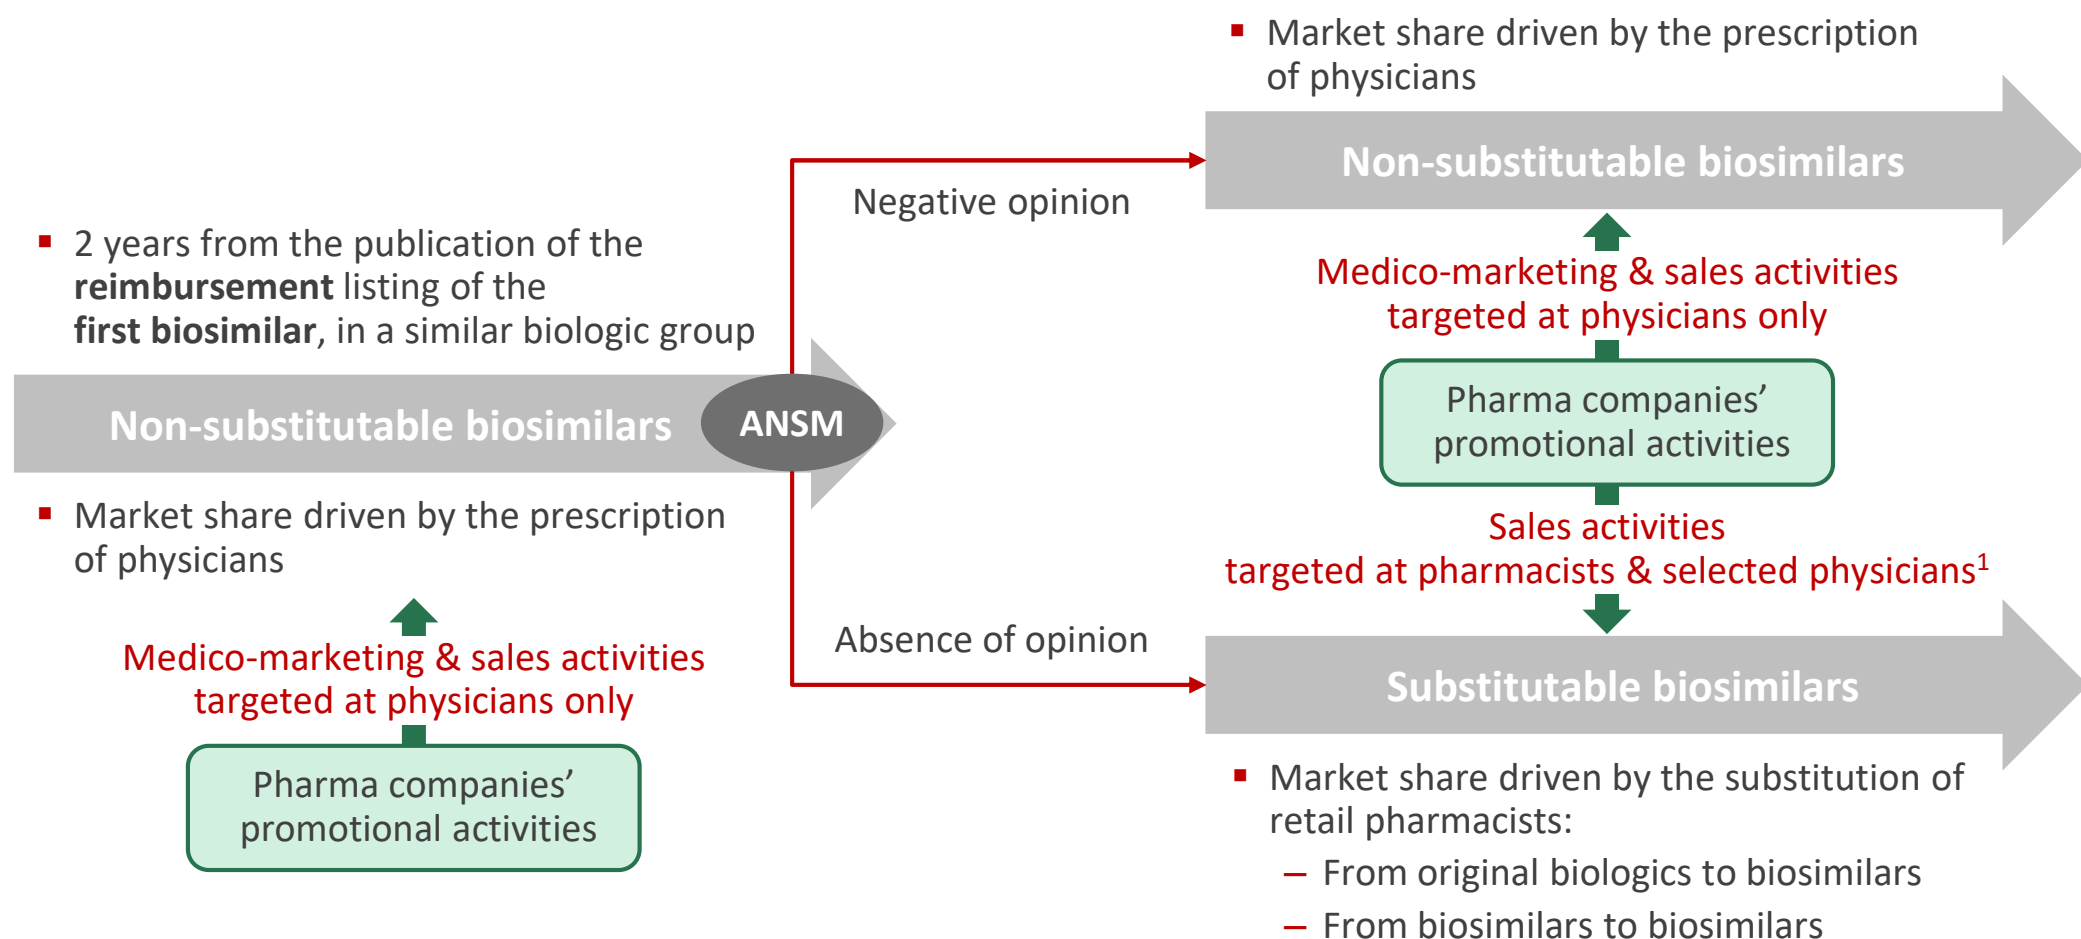 ▪ 2 years from the publication of the
reimbursement listing of the
first biosimilar, in a similar biologic group
Non-substitutable biosimilars
ANSM
▪ Market share driven by the prescription
of physicians
Medico-marketing & sales activities
targeted at physicians only
Pharma companies’
promotional activities
Negative opinion
Absence of opinion
▪ Market share driven by the prescription
of physicians
Non-substitutable biosimilars
Medico-marketing & sales activities
targeted at physicians only
Pharma companies’
promotional activities
Sales activities
targeted at pharmacists & selected physicians¹
Substitutable biosimilars
▪ Market share driven by the substitution of
retail pharmacists:
– From original biologics to biosimilars
– From biosimilars to biosimilars